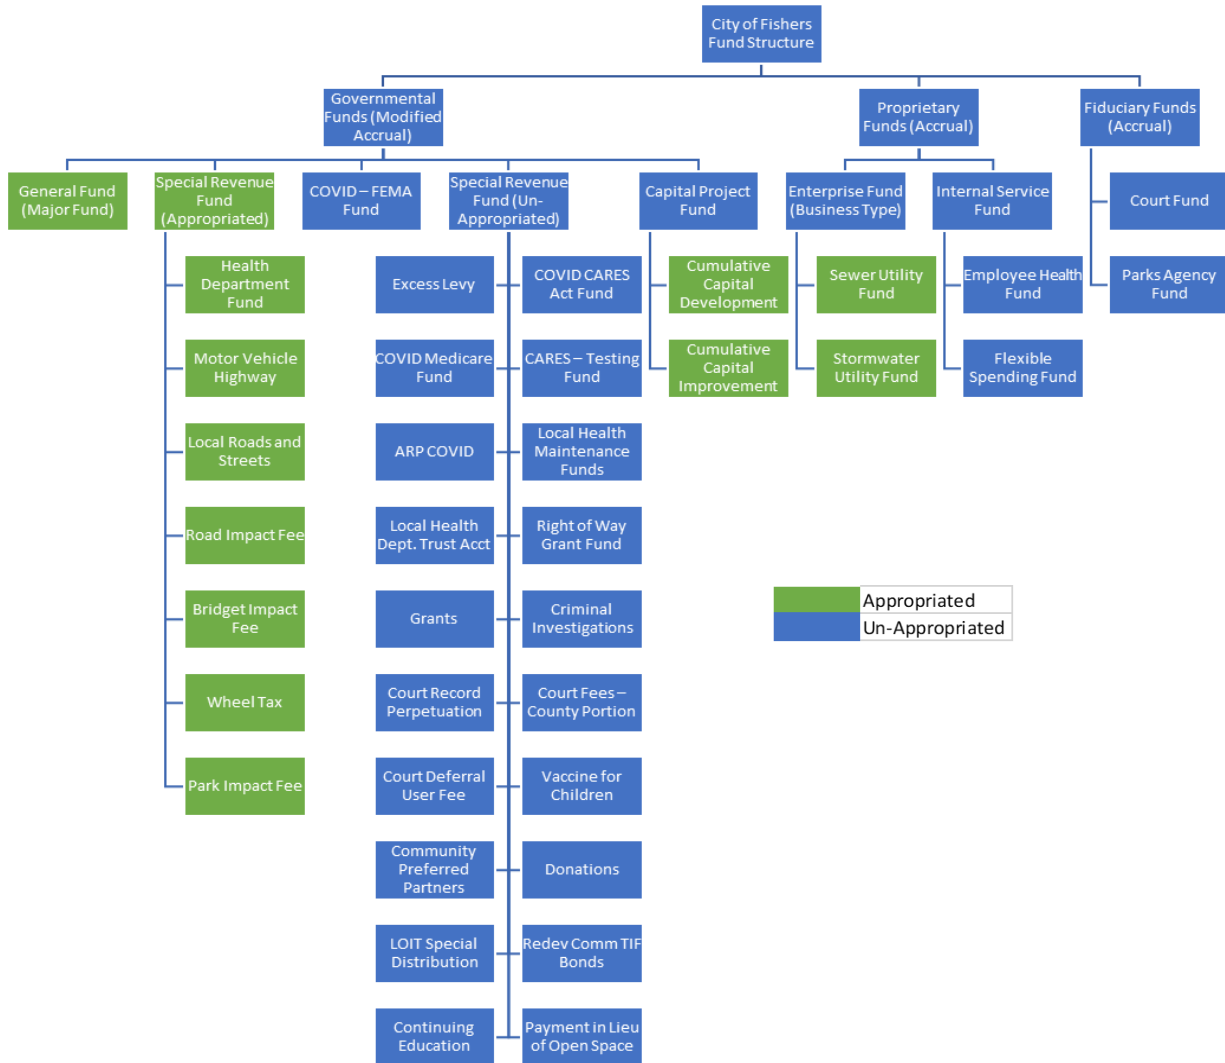 City of Fishers
Fund Structure
Governmental
Funds (Modified
Accrual)
Proprietary
Funds (Accrual)
Fiduciary Funds
(Accrual)
General Fund
(Major Fund)
Special Revenue
Fund
(Appropriated)
COVID – FEMA
Fund
Special Revenue
Fund (Un-
Appropriated)
Capital Project
Fund
Enterprise Fund
(Business Type)
Internal Service
Fund
Court Fund
Health
Department
Fund
Excess Levy
COVID CARES
Act Fund
Cumulative
Capital
Development
Sewer Utility
Fund
Employee Health
Fund
Parks Agency
Fund
Motor Vehicle
Highway
COVID Medicare
Fund
CARES – Testing
Fund
Cumulative
Capital
Improvement
Stormwater
Utility Fund
Flexible
Spending Fund
Local Roads and
Streets
ARP COVID
Local Health
Maintenance
Funds
Road Impact Fee
Local Health
Dept. Trust Acct
Right of Way
Grant Fund
Bridget Impact
Fee
Grants
Criminal
Investigations
Appropriated
Un-Appropriated
Wheel Tax
Court Record
Perpetuation
Court Fees –
County Portion
Park Impact Fee
Court Deferral
User Fee
Vaccine for
Children
Community
Preferred
Partners
Donations
LOIT Special
Distribution
Redev Comm TIF
Bonds
Continuing
Education
Payment in Lieu
of Open Space